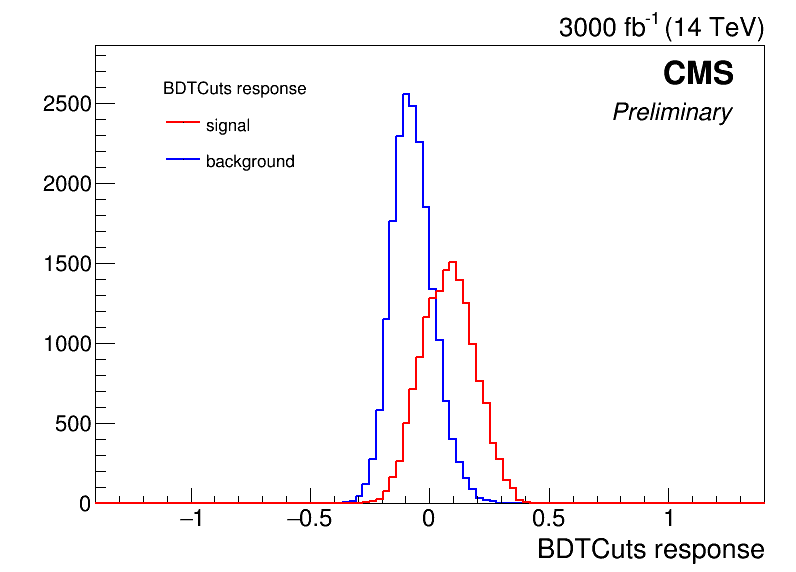 3000 fb-1 (14 TeV)
CMS
Preliminary
BDTCuts response
signal
background
2500
2000
1500
1000
500
0
−1
−0.5
0
0.5
1
BDTCuts response